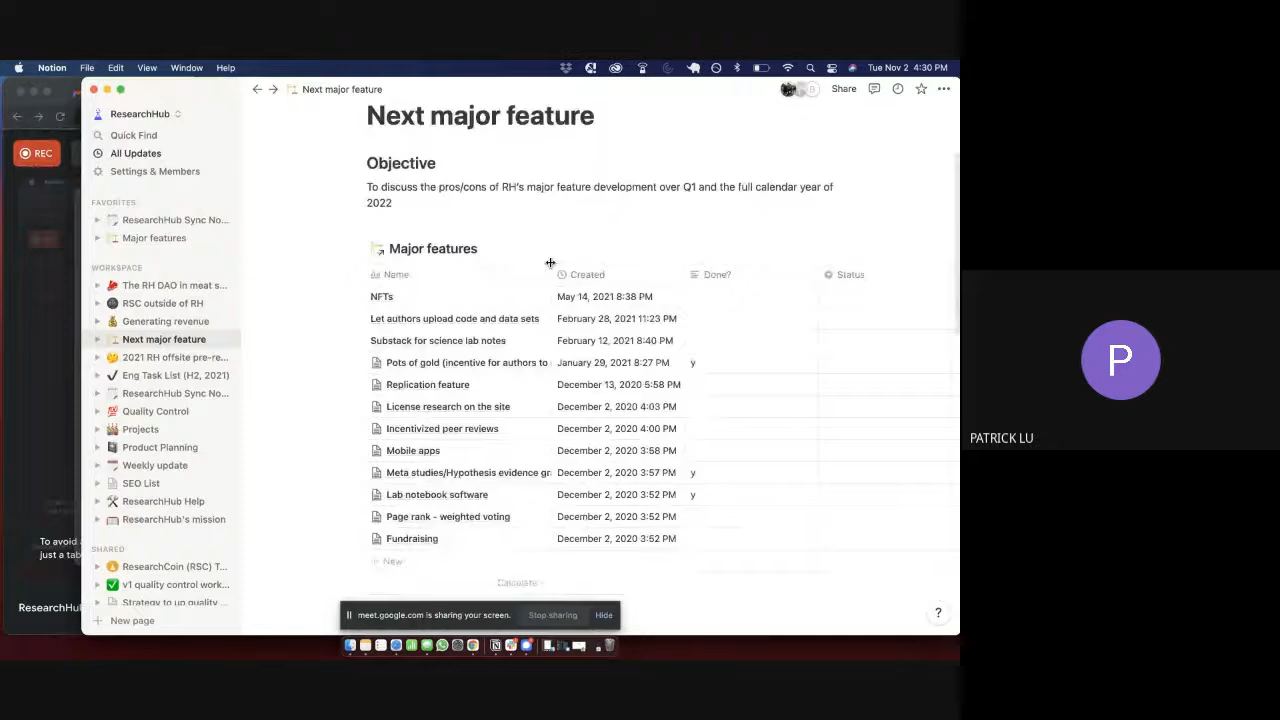 Notion File Edit View Window Help Tue Nov 2 4:30 PM
Next major feature Share
ResearchHub
Quick Find
All Updates
Settings & Members
REC
FAVORITES
ResearchHub Sync No...
Major features
WORKSPACE
The RH DAO in meat s...
RSC outside of RH
Generating revenue
Next major feature
2021 RH offsite pre-re...
Eng Task List (H2, 2021)
ResearchHub Sync No...
Quality Control
Projects
Product Planning
Weekly update
SEO List
ResearchHub Help
ResearchHub's mission
SHARED
ResearchCoin (RSC) T...
v1 quality control work...
Strategy to up quality ...
New page
To avoid
just a tab
ResearchHub
Next major feature
Objective
To discuss the pros/cons of RH's major feature development over Q1 and the full calendar year of
2022
Major features
Name Created Done? Status
NFTs May 14, 2021 8:38 PM
Let authors upload code and data sets February 28, 2021 11:23 PM
Substack for science lab notes February 12, 2021 8:40 PM
Pots of gold (incentive for authors to January 29, 2021 8:27 PM y
Replication feature December 13, 2020 5:58 PM
License research on the site December 2, 2020 4:03 PM
Incentivized peer reviews December 2, 2020 4:00 PM
Mobile apps December 2, 2020 3:58 PM
Meta studies/Hypothesis evidence gr December 2, 2020 3:57 PM y
Lab notebook software December 2, 2020 3:52 PM y
Page rank - weighted voting December 2, 2020 3:52 PM
Fundraising December 2, 2020 3:52 PM
New
Calculate
meet.google.com is sharing your screen. Stop sharing Hide
?
P
PATRICK LU